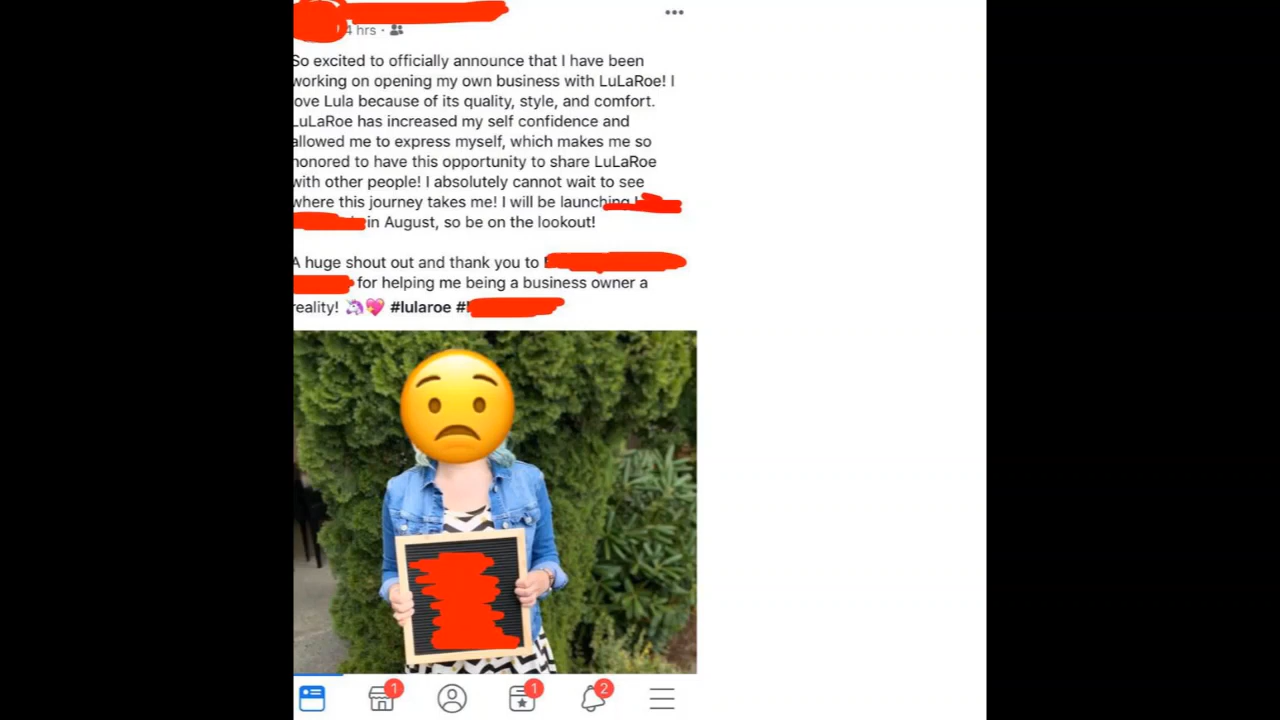 4 hrs
So excited to officially announce that I have been
working on opening my own business with LuLaRoe! I
love Lula because of its quality, style, and comfort.
LuLaRoe has increased my self confidence and
allowed me to express myself, which makes me so
honored to have this opportunity to share LuLaRoe
with other people! I absolutely cannot wait to see
where this journey takes me! I will be launching
in August, so be on the lookout!
A huge shout out and thank you to
for helping me being a business owner a
reality! 🦄💖 #lularoe #
1
1
2